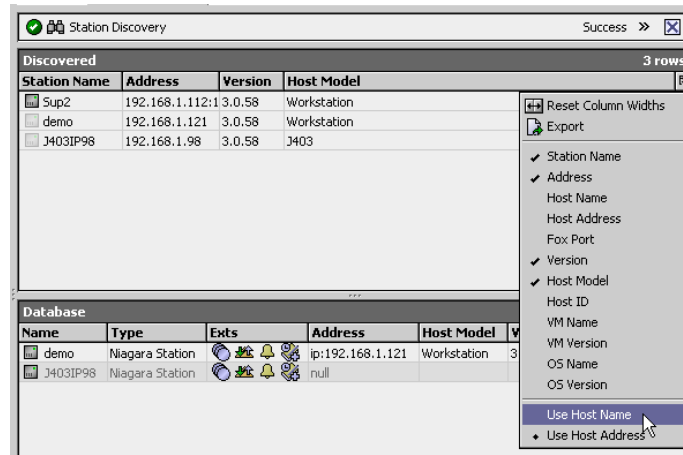 Station Discovery Success »
Discovered 3 rows
Station Name Address Version Host Model
Sup2 192.168.1.112:1 3.0.58 Workstation
demo 192.168.1.121 3.0.58 Workstation
J403IP98 192.168.1.98 3.0.58 J403
Reset Column Widths
Export
Station Name
Address
Host Name
Host Address
Fox Port
Version
Host Model
Host ID
VM Name
VM Version
OS Name
OS Version
Use Host Name
Use Host Address
Database
Name Type Exts Address Host Model V
demo Niagara Station ip:192.168.1.121 Workstation 3
J403IP98 Niagara Station null